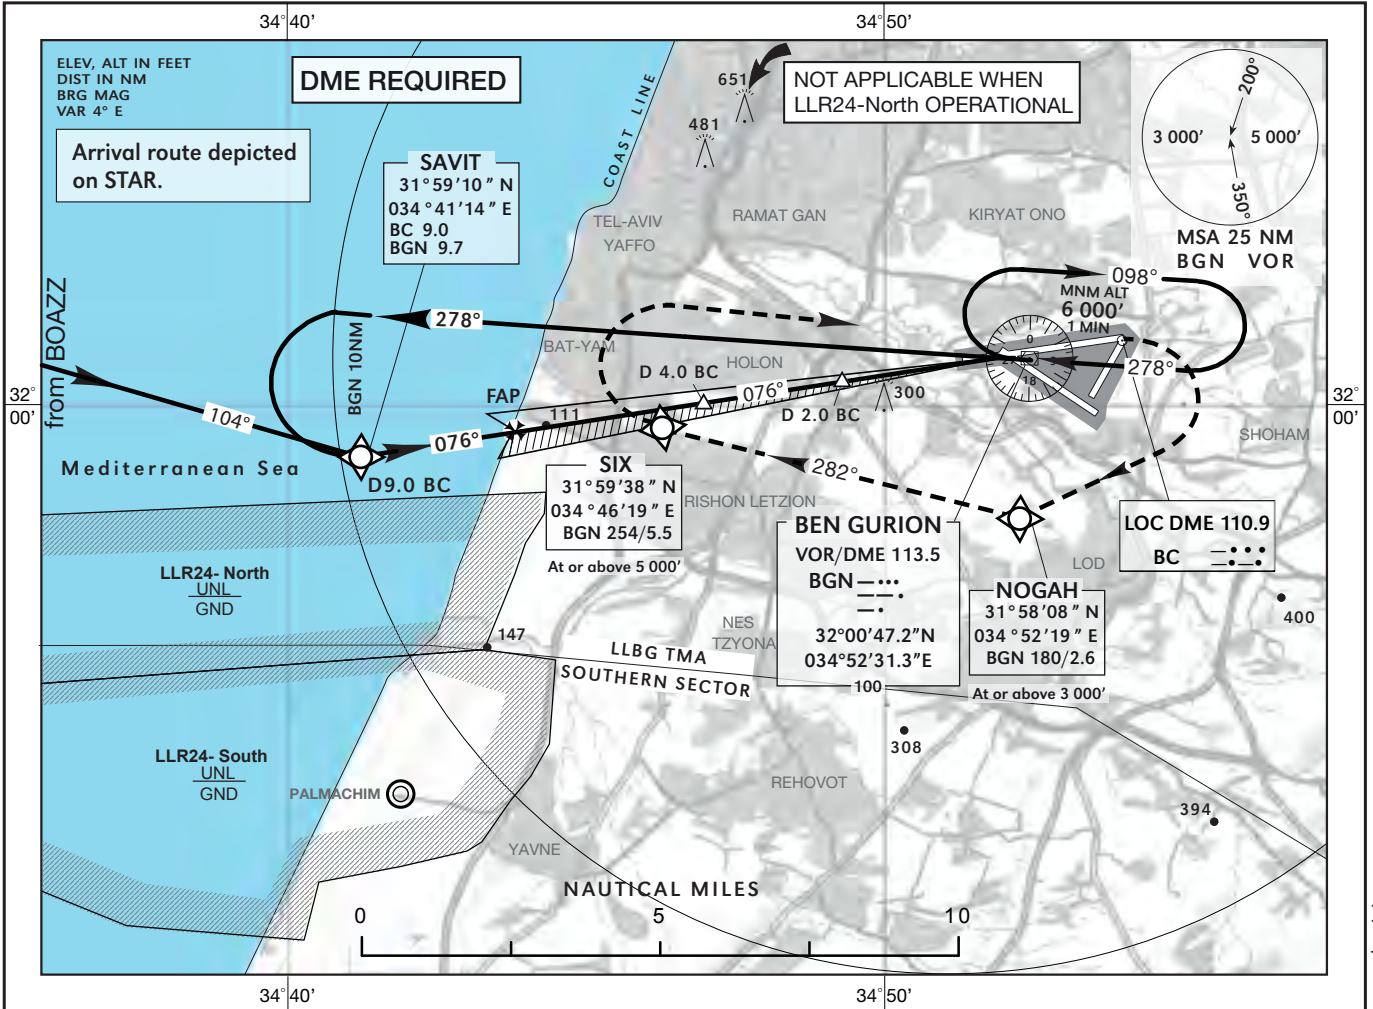 34°40'
34°50'
ELEV, ALT IN FEET
DIST IN NM
BRG MAG
VAR 4° E
DME REQUIRED
Arrival route depicted
on STAR.
SAVIT
31°59'10" N
034°41'14" E
BC 9.0
BGN 9.7
COAST LINE
651
481
NOT APPLICABLE WHEN
LLR24-North OPERATIONAL
200°
3 000'
5 000'
350°
MSA 25 NM
BGN VOR
TEL-AVIV
YAFFO
RAMAT GAN
KIRYAT ONO
098°
MNM ALT
6 000'
1 MIN
0
18
278°
278°
BAT-YAM
HOLON
BGN 10NM
from BOAZZ
104°
32°
00'
32°
00'
FAP
111
D 4.0 BC
076°
D 2.0 BC
300
076°
D9.0 BC
Mediterranean Sea
SHOHAM
282°
SIX
31°59'38" N
034°46'19" E
BGN 254/5.5
At or above 5 000'
RISHON LETZION
BEN GURION
VOR/DME 113.5
BGN
32°00'47.2"N
034°52'31.3"E
100
LOC DME 110.9
BC
LOD
NOGAH
31°58'08" N
034°52'19" E
BGN 180/2.6
At or above 3 000'
400
LLR24- North
UNL
GND
147
NES
TZYONA
LLBG TMA
SOUTHERN SECTOR
LLR24- South
UNL
GND
PALMACHIM
308
REHOVOT
394
YAVNE
NAUTICAL MILES
0
5
10
34°40'
34°50'